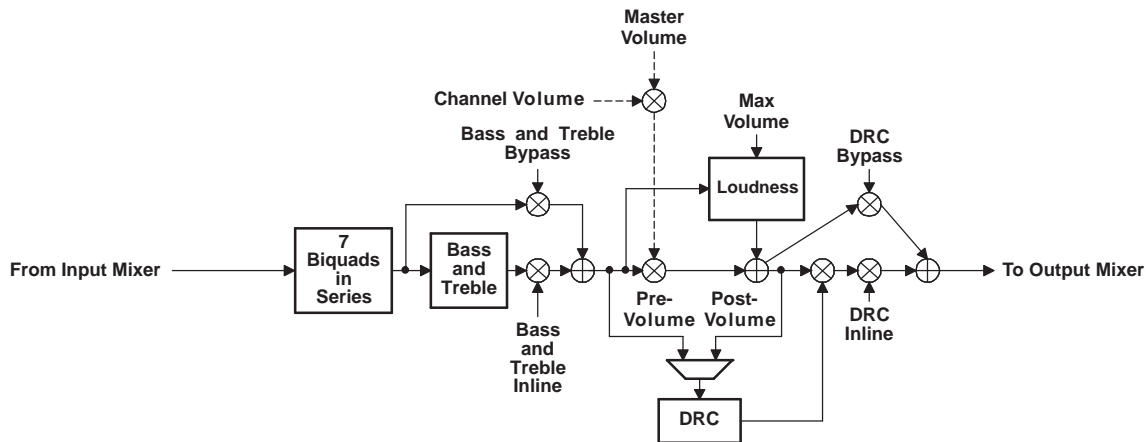 Master
Volume
Channel Volume
Max
Volume
Bass and Treble
Bypass
DRC
Bypass
Loudness
7
Biquads
in
Series
Bass
and
Treble
From Input Mixer
To Output Mixer
Pre-
Volume
Post-
Volume
DRC
Inline
Bass
and
Treble
Inline
DRC